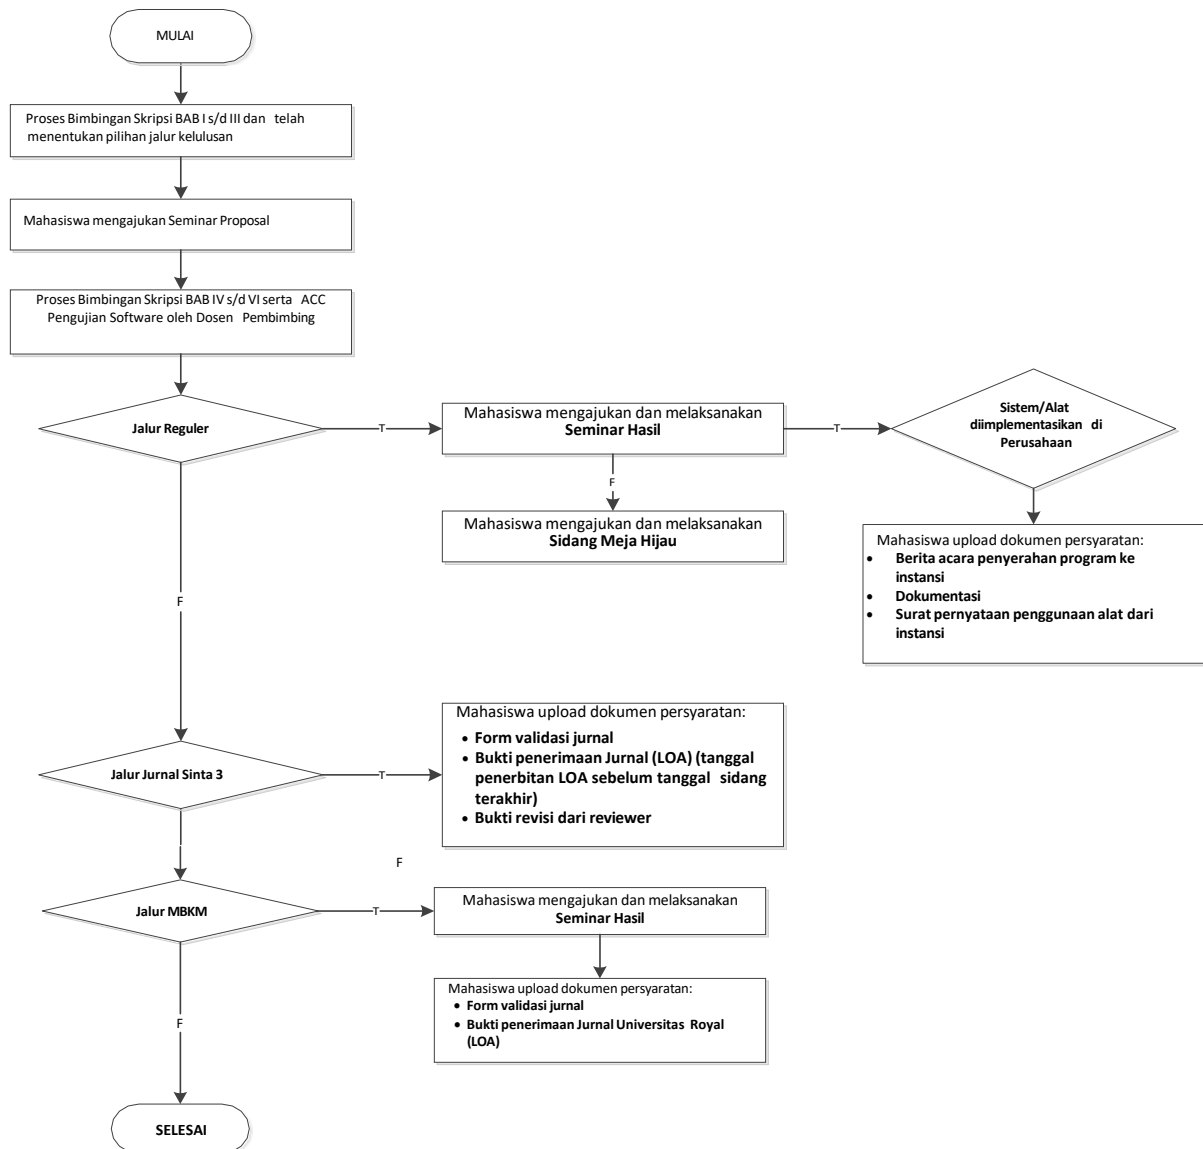 MULAI
Proses Bimbingan Skripsi BAB I s/d III dan telah
menentukan pilihan jalur kelulusan
Mahasiswa mengajukan Seminar Proposal
Proses Bimbingan Skripsi BAB IV s/d VI serta ACC
Pengujian Software oleh Dosen Pembimbing
Jalur Reguler
T
Mahasiswa mengajukan dan melaksanakan
Seminar Hasil
T
Sistem/Alat
diimplementasikan di
Perusahaan
F
Mahasiswa mengajukan dan melaksanakan
Sidang Meja Hijau
Mahasiswa upload dokumen persyaratan:
• Berita acara penyerahan program ke
instansi
• Dokumentasi
• Surat pernyataan penggunaan alat dari
instansi
F
Jalur Jurnal Sinta 3
T
Mahasiswa upload dokumen persyaratan:
• Form validasi jurnal
• Bukti penerimaan Jurnal (LOA) (tanggal
penerbitan LOA sebelum tanggal sidang
terakhir)
• Bukti revisi dari reviewer
F
Jalur MBKM
T
Mahasiswa mengajukan dan melaksanakan
Seminar Hasil
Mahasiswa upload dokumen persyaratan:
• Form validasi jurnal
• Bukti penerimaan Jurnal Universitas Royal
(LOA)
F
SELESAI